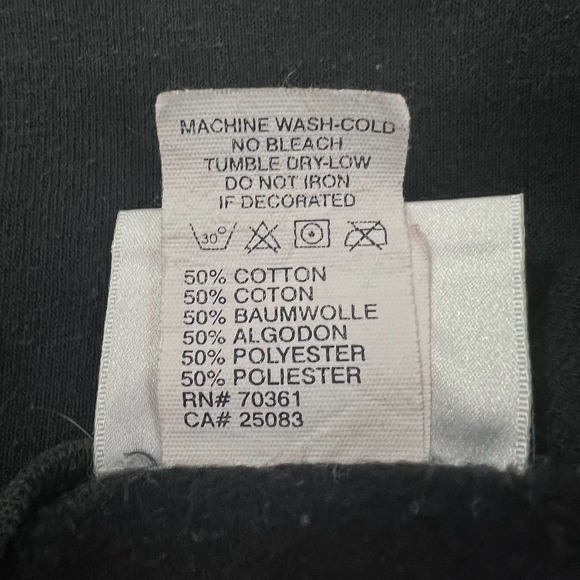 MACHINE WASH-COLD
NO BLEACH
TUMBLE DRY-LOW
DO NOT IRON
IF DECORATED
30°
50% COTTON
50% COTON
50% BAUMWOLLE
50% ALGODON
50% POLYESTER
50% POLIESTER
RN# 70361
CA# 25083